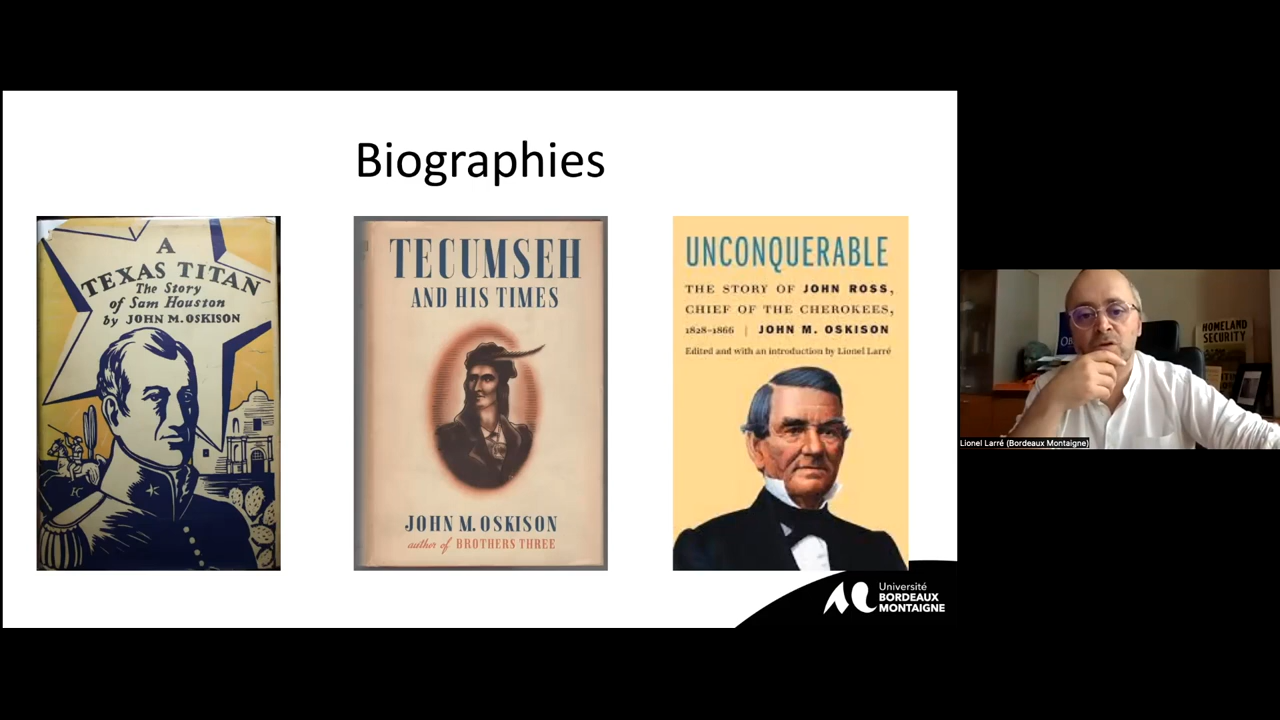 Biographies
A
TEXAS TITAN
The Story
of Sam Houston
by JOHN M. OSKISON
TECUMSEH
AND HIS TIMES
JOHN M. OSKISON
author of BROTHERS THREE
UNCONQUERABLE
THE STORY OF JOHN ROSS,
CHIEF OF THE CHEROKEES,
1828–1866 | JOHN M. OSKISON
Edited and with an introduction by Lionel Larré
Université
BORDEAUX
MONTAIGNE
HOMELAND
SECURITY
Lionel Larré (Bordeaux Montaigne)